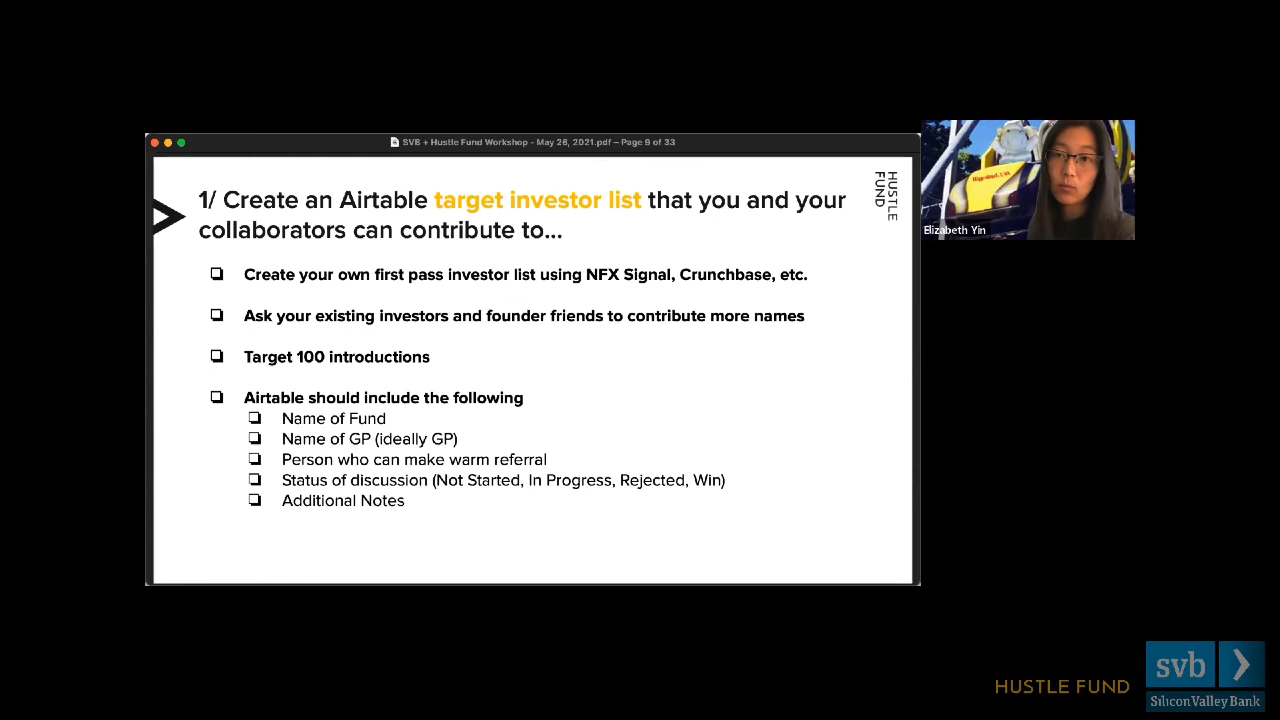 SVB + Hustle Fund Workshop - May 26, 2021.pdf – Page 9 of 33
1/ Create an Airtable target investor list that you and your
collaborators can contribute to...
HUSTLE
FUND
Create your own first pass investor list using NFX Signal, Crunchbase, etc.
Ask your existing investors and founder friends to contribute more names
Target 100 introductions
Airtable should include the following
Name of Fund
Name of GP (ideally GP)
Person who can make warm referral
Status of discussion (Not Started, In Progress, Rejected, Win)
Additional Notes
Elizabeth Yin
HUSTLE FUND
svb
Silicon Valley Bank